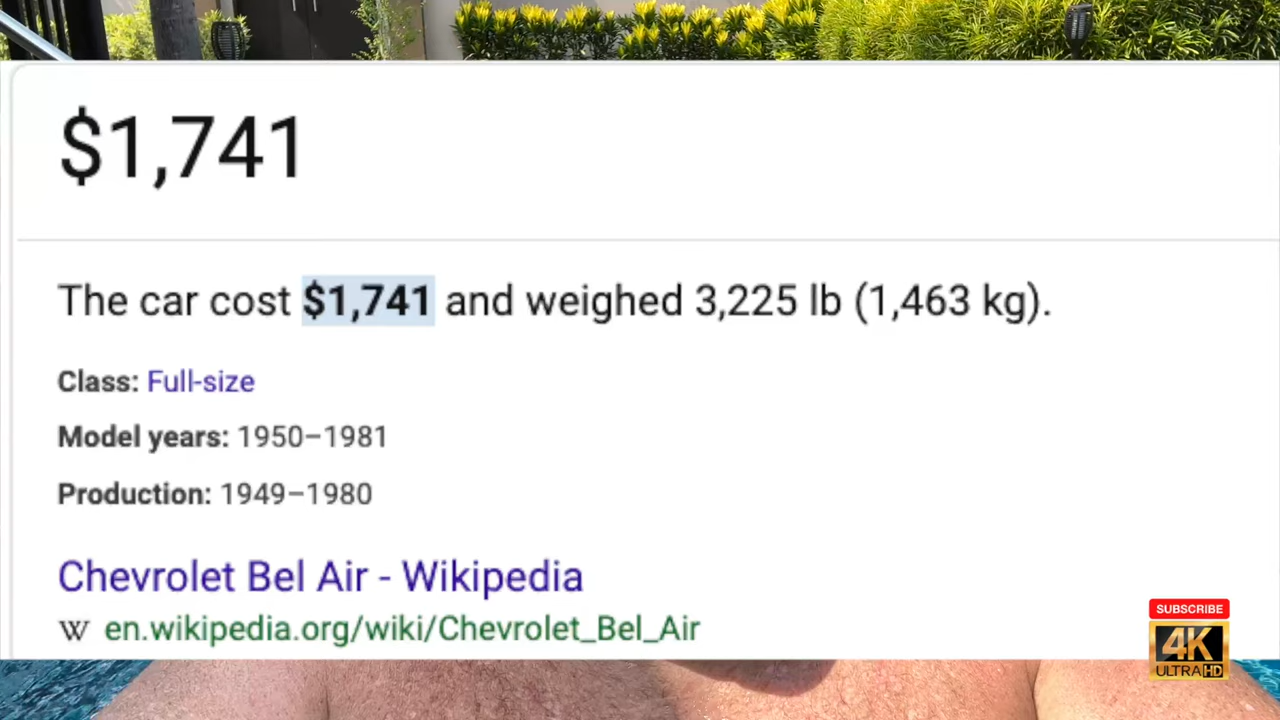 $1,741
The car cost $1,741 and weighed 3,225 lb (1,463 kg).
Class: Full-size
Model years: 1950–1981
Production: 1949–1980
Chevrolet Bel Air - Wikipedia
W en.wikipedia.org/wiki/Chevrolet_Bel_Air
SUBSCRIBE
4K
ULTRA HD